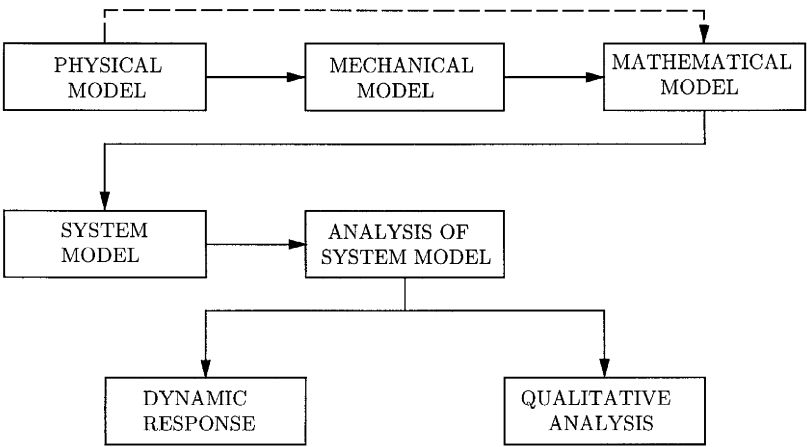 PHYSICAL
MODEL
MECHANICAL
MODEL
MATHEMATICAL
MODEL
SYSTEM
MODEL
ANALYSIS OF
SYSTEM MODEL
DYNAMIC
RESPONSE
QUALITATIVE
ANALYSIS